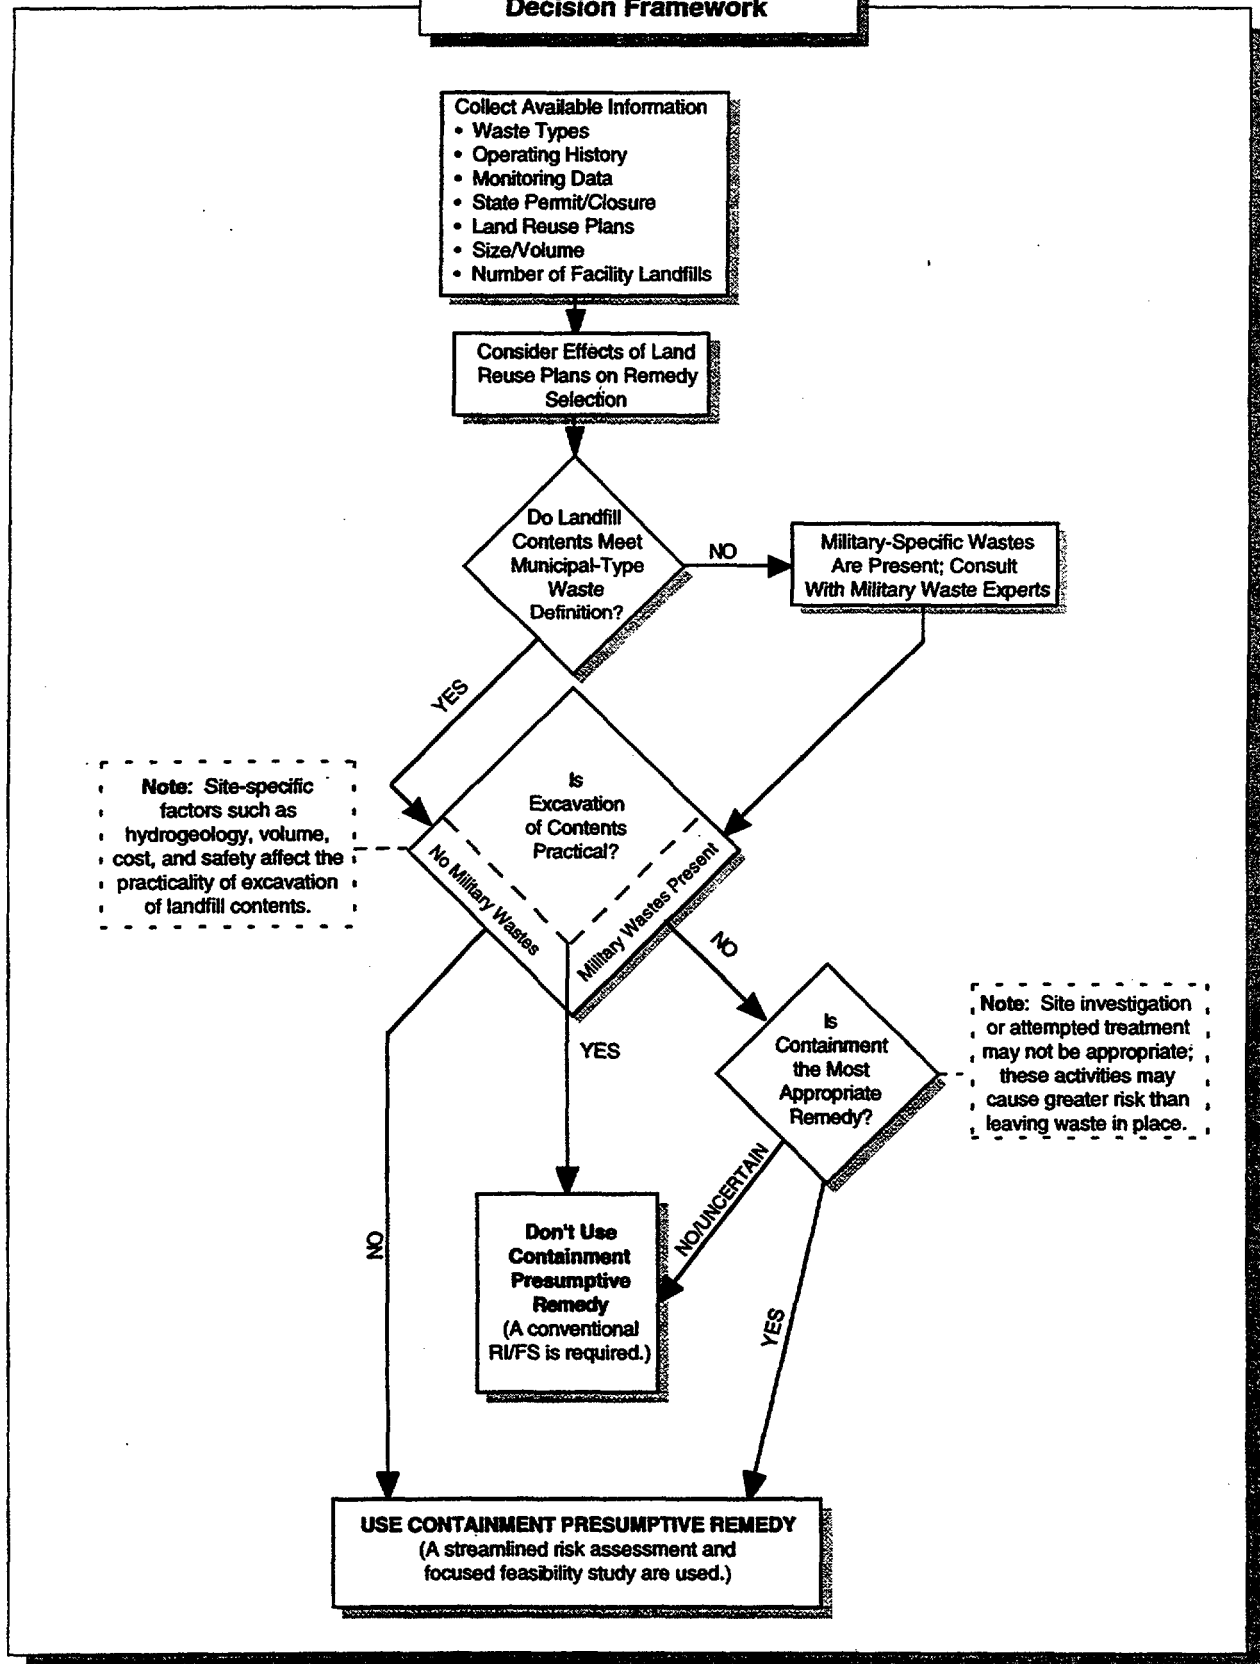 Decision Framework
Collect Available Information
• Waste Types
• Operating History
• Monitoring Data
• State Permit/Closure
• Land Reuse Plans
• Size/Volume
• Number of Facility Landfills
Consider Effects of Land
Reuse Plans on Remedy
Selection
Do Landfill
Contents Meet
Municipal-Type
Waste
Definition?
NO
Military-Specific Wastes
Are Present; Consult
With Military Waste Experts
YES
Note: Site-specific
factors such as
hydrogeology, volume,
cost, and safety affect the
practicality of excavation
of landfill contents.
Is
Excavation
of Contents
Practical?
No Military Wastes
Military Wastes Present
NO
YES
Is
Containment
the Most
Appropriate
Remedy?
Note: Site investigation
or attempted treatment
may not be appropriate;
these activities may
cause greater risk than
leaving waste in place.
NO
NO/UNCERTAIN
YES
Don't Use
Containment
Presumptive
Remedy
(A conventional
RI/FS is required.)
USE CONTAINMENT PRESUMPTIVE REMEDY
(A streamlined risk assessment and
focused feasibility study are used.)